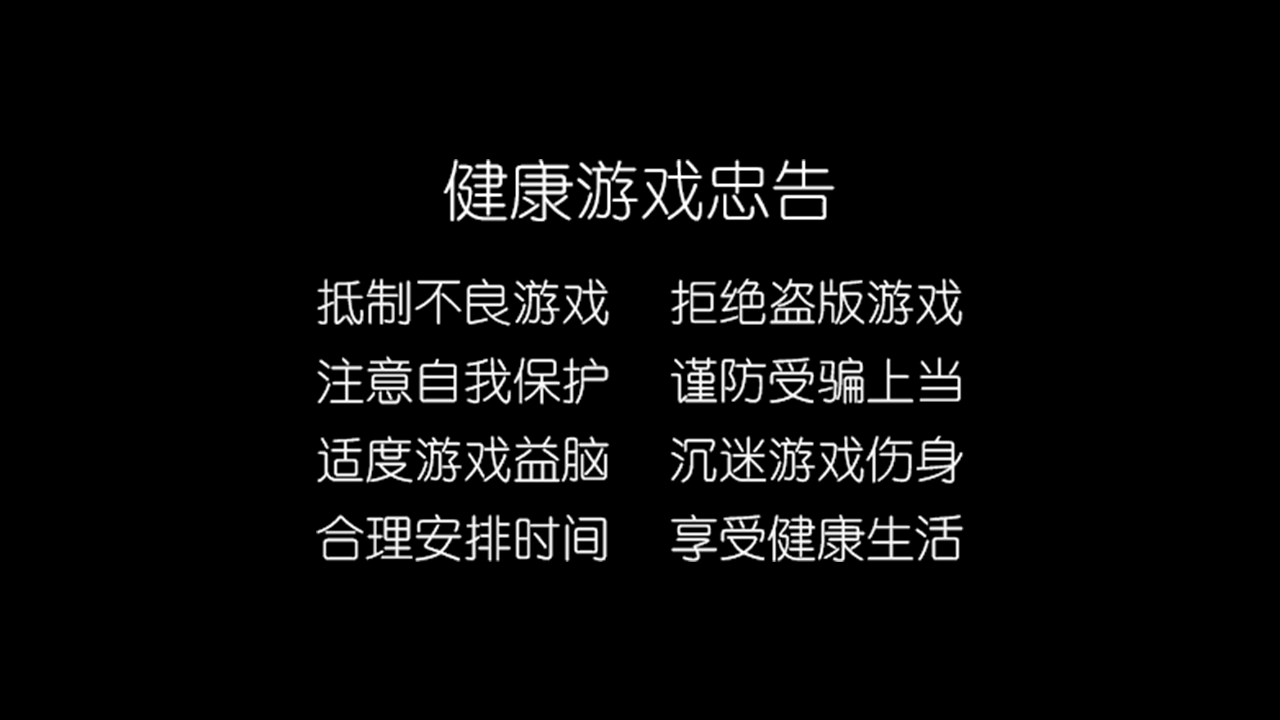 健康游戏忠告
抵制不良游戏 拒绝盗版游戏
注意自我保护 谨防受骗上当
适度游戏益脑 沉迷游戏伤身
合理安排时间 享受健康生活